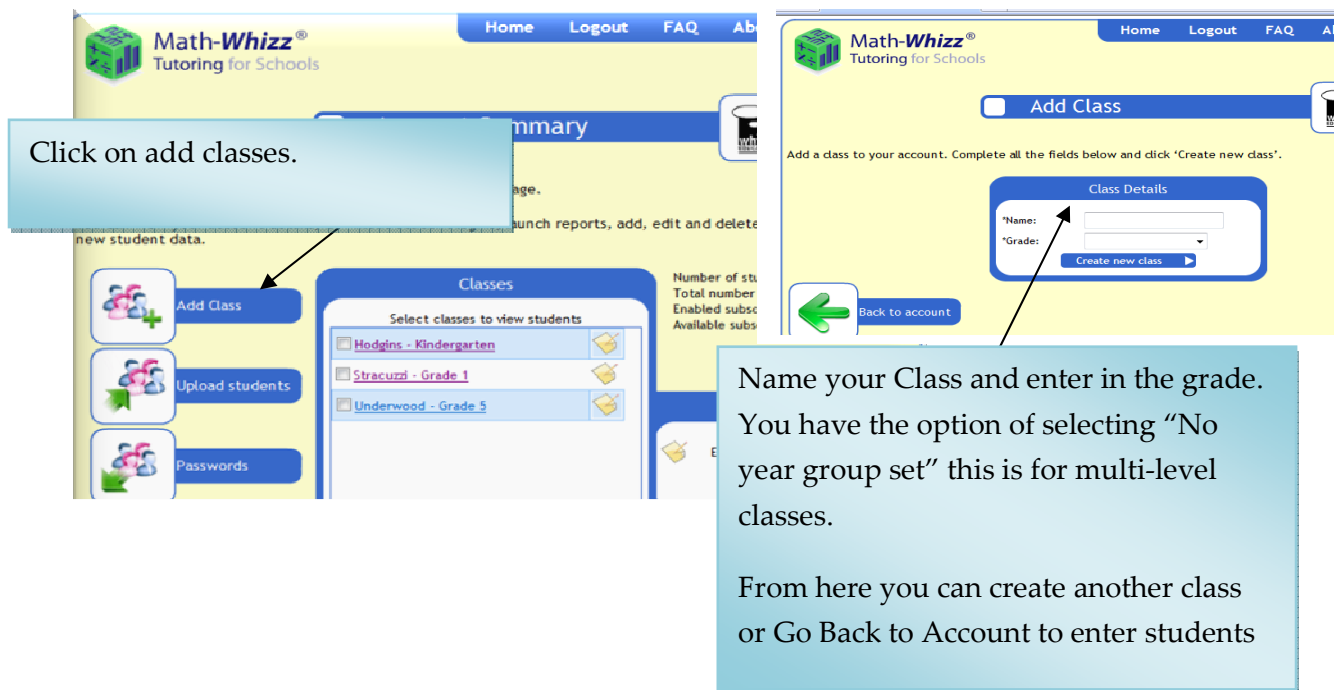 Home Logout FAQ Ab
Math-Whizz®
Tutoring for Schools
mmary
Click on add classes.
age.
aunch reports, add, edit and delete
new student data.
Add Class
Upload students
Passwords
Classes
Select classes to view students
Hodgins - Kindergarten
Stracuzzi - Grade 1
Underwood - Grade 5
Number of stu
Total number
Enabled subsc
Available subs
E
Home Logout FAQ Al
Math-Whizz®
Tutoring for Schools
Add Class
Add a class to your account. Complete all the fields below and click ‘Create new class’.
Class Details
*Name:
*Grade:
Create new class
Back to account
Name your Class and enter in the grade.
You have the option of selecting “No
year group set” this is for multi-level
classes.
From here you can create another class
or Go Back to Account to enter students